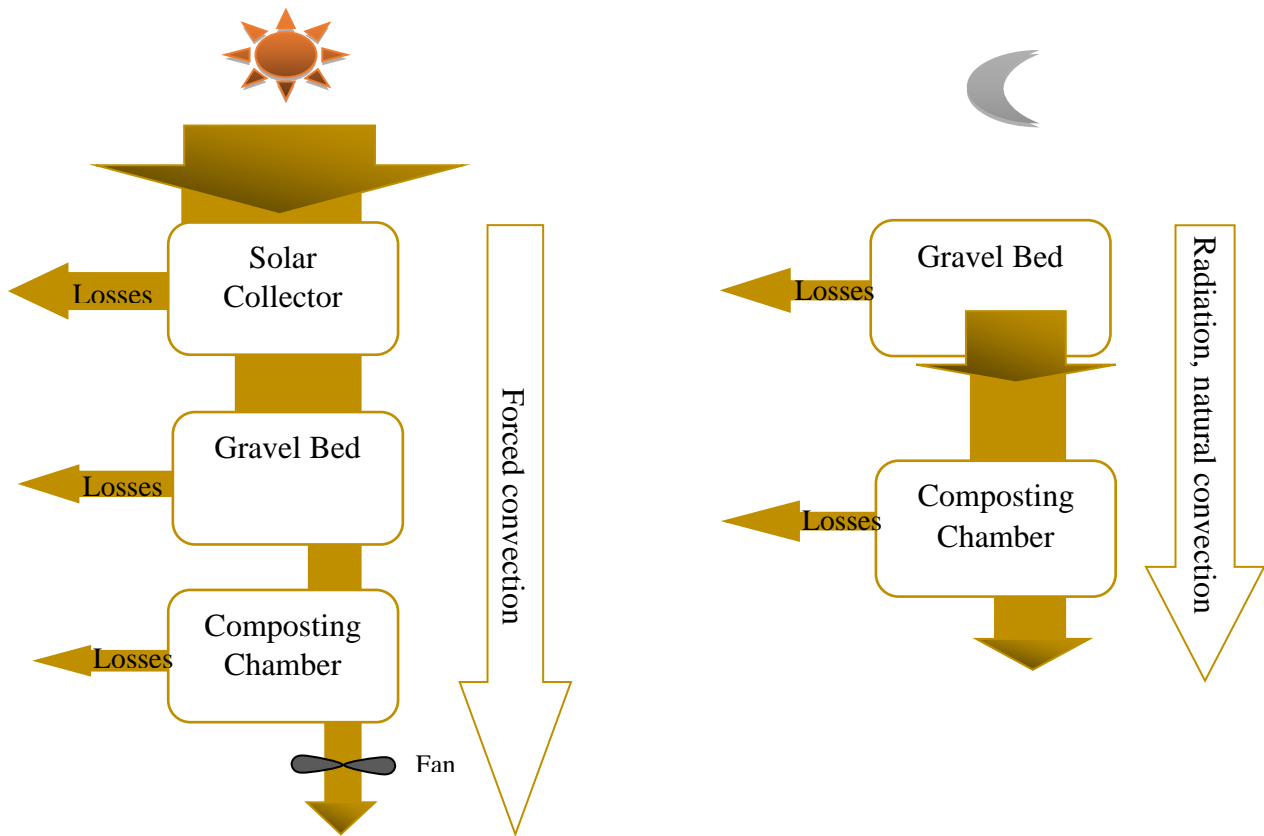 Solar
Collector
Losses
Gravel Bed
Losses
Composting
Chamber
Losses
Fan
Forced convection
Gravel Bed
Losses
Composting
Chamber
Losses
Radiation, natural convection